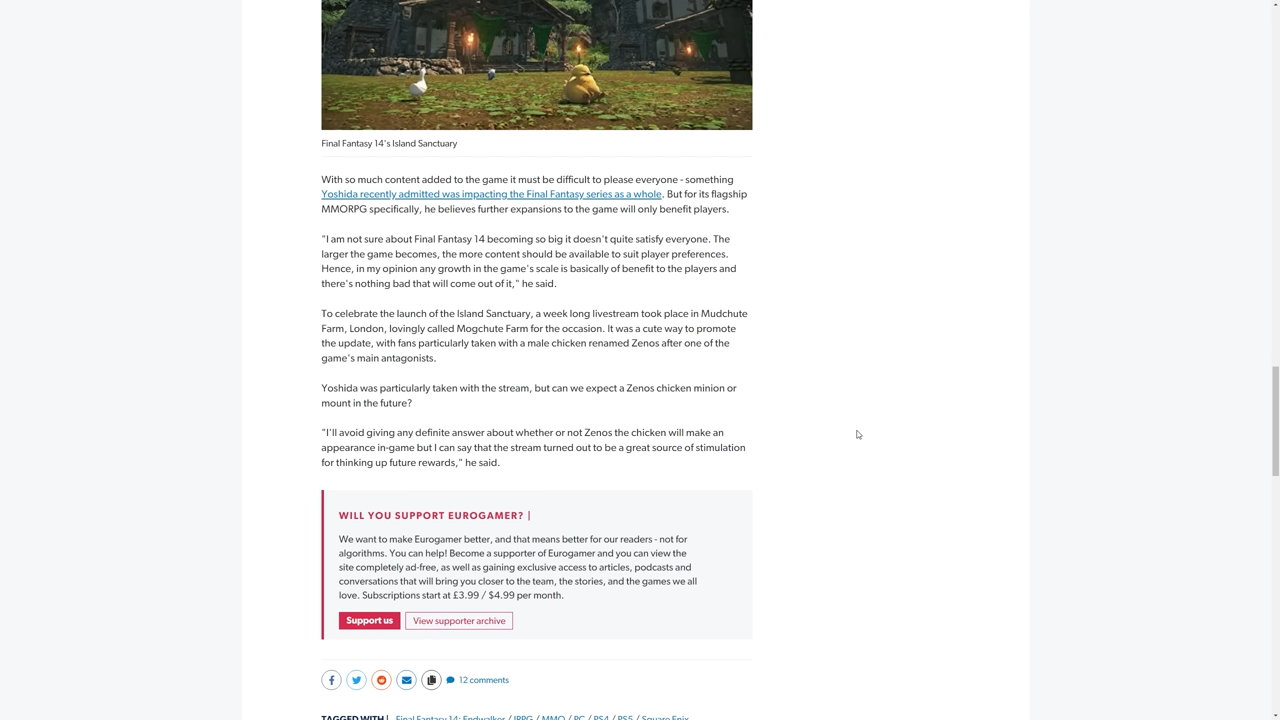 Final Fantasy 14's Island Sanctuary
With so much content added to the game it must be difficult to please everyone - something
Yoshida recently admitted was impacting the Final Fantasy series as a whole. But for its flagship
MMORPG specifically, he believes further expansions to the game will only benefit players.
"I am not sure about Final Fantasy 14 becoming so big it doesn't quite satisfy everyone. The
larger the game becomes, the more content should be available to suit player preferences.
Hence, in my opinion any growth in the game's scale is basically of benefit to the players and
there's nothing bad that will come out of it," he said.
To celebrate the launch of the Island Sanctuary, a week long livestream took place in Mudchute
Farm, London, lovingly called Mogchute Farm for the occasion. It was a cute way to promote
the update, with fans particularly taken with a male chicken renamed Zenos after one of the
game's main antagonists.
Yoshida was particularly taken with the stream, but can we expect a Zenos chicken minion or
mount in the future?
"I'll avoid giving any definite answer about whether or not Zenos the chicken will make an
appearance in-game but I can say that the stream turned out to be a great source of stimulation
for thinking up future rewards," he said.
WILL YOU SUPPORT EUROGAMER? |
We want to make Eurogamer better, and that means better for our readers - not for
algorithms. You can help! Become a supporter of Eurogamer and you can view the
site completely ad-free, as well as gaining exclusive access to articles, podcasts and
conversations that will bring you closer to the team, the stories, and the games we all
love. Subscriptions start at £3.99 / $4.99 per month.
Support us View supporter archive
12 comments
TAGGED WITH | Final Fantasy 14: Endwalker / JRPG / MMO / PC / PS4 / PS5 / Square Enix